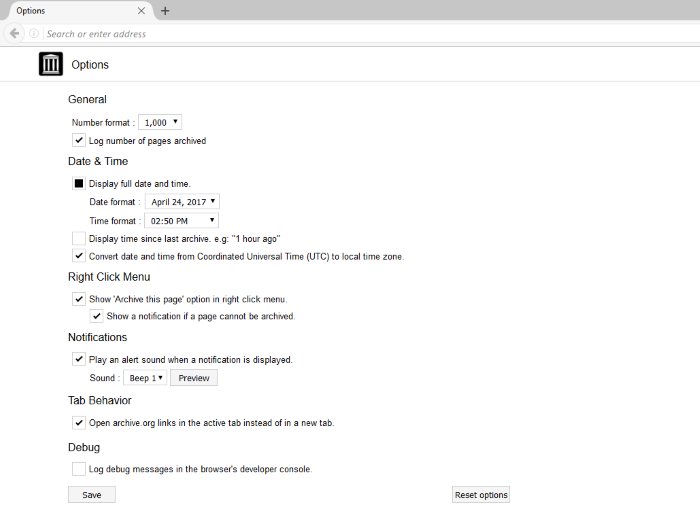 Options
Search or enter address
Options
General
Number format : 1,000
Log number of pages archived
Date & Time
Display full date and time.
Date format : April 24, 2017
Time format : 02:50 PM
Display time since last archive. e.g: "1 hour ago"
Convert date and time from Coordinated Universal Time (UTC) to local time zone.
Right Click Menu
Show 'Archive this page' option in right click menu.
Show a notification if a page cannot be archived.
Notifications
Play an alert sound when a notification is displayed.
Sound : Beep 1 Preview
Tab Behavior
Open archive.org links in the active tab instead of in a new tab.
Debug
Log debug messages in the browser's developer console.
Save Reset options